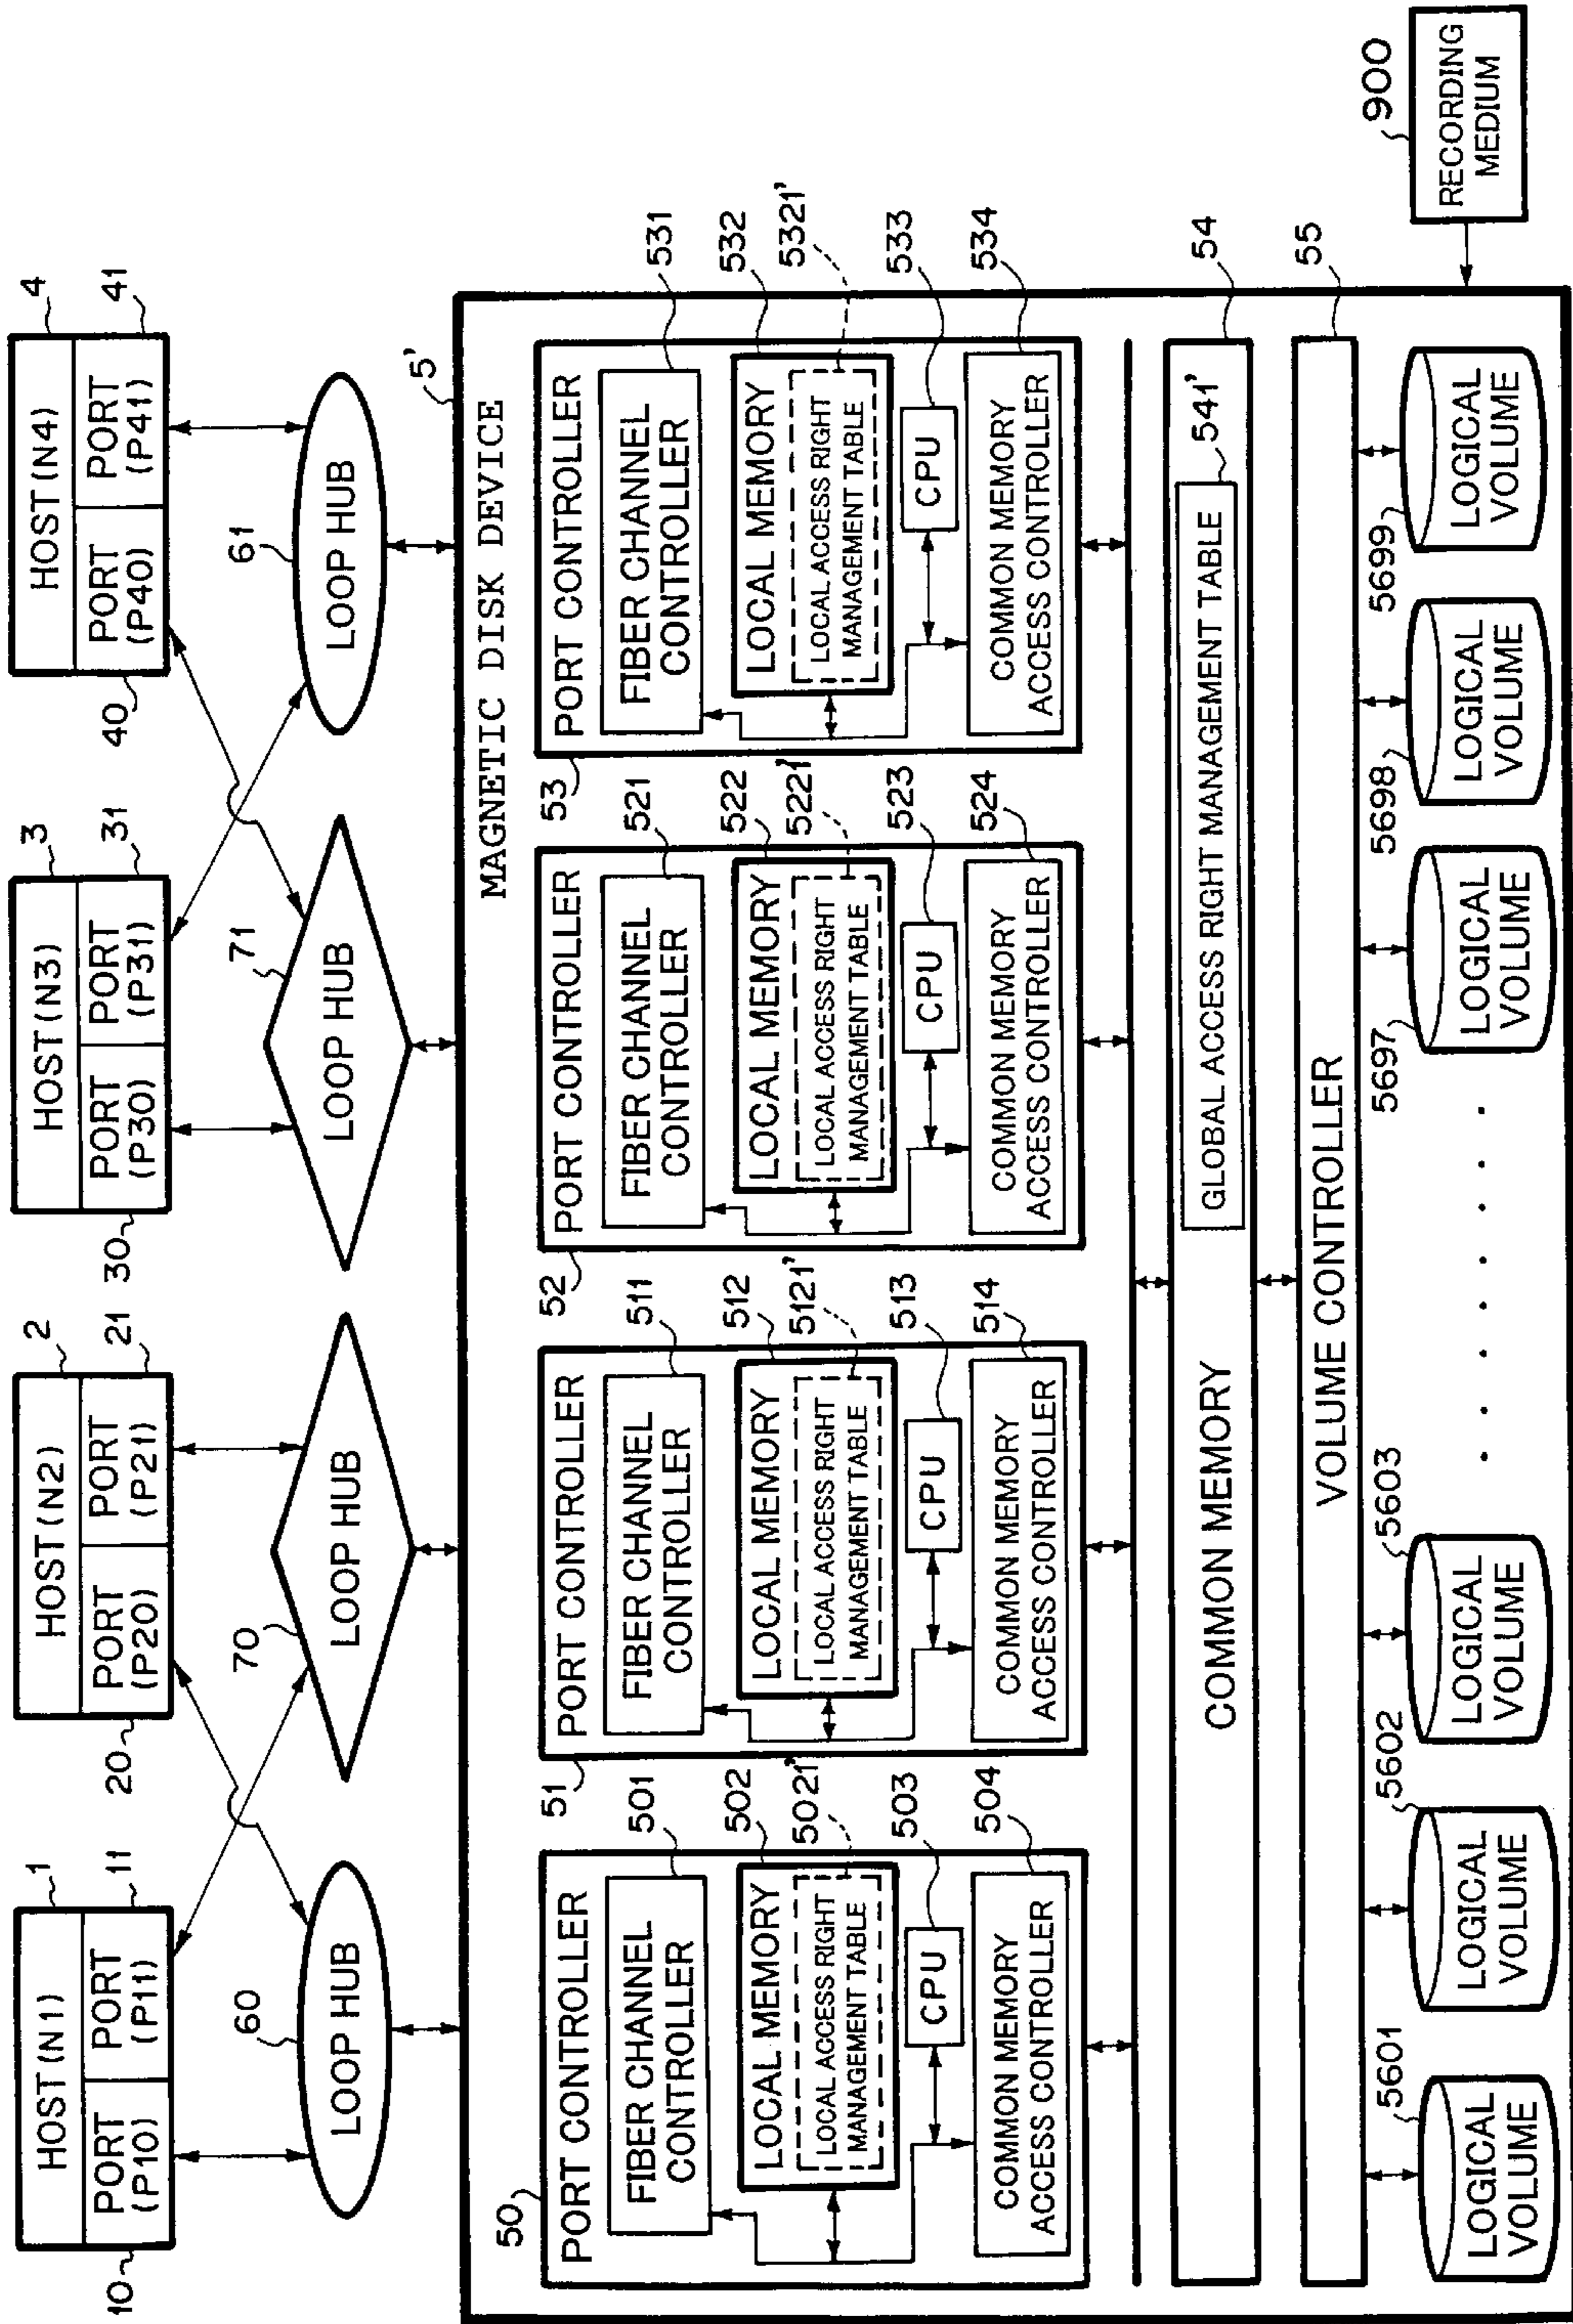 1
2
3
4
HOST(N1)
HOST(N2)
HOST(N3)
HOST(N4)
10
PORT
(P10)
PORT
(P11)
11
20
PORT
(P20)
PORT
(P21)
21
30
PORT
(P30)
PORT
(P31)
31
40
PORT
(P40)
PORT
(P41)
41
60
LOOP HUB
70
LOOP HUB
71
LOOP HUB
61
LOOP HUB
5'
MAGNETIC DISK DEVICE
50
PORT CONTROLLER
501
FIBER CHANNEL
CONTROLLER
502
LOCAL MEMORY
5021'
LOCAL ACCESS RIGHT
MANAGEMENT TABLE
503
CPU
504
COMMON MEMORY
ACCESS CONTROLLER
51
PORT CONTROLLER
511
FIBER CHANNEL
CONTROLLER
512
LOCAL MEMORY
5121'
LOCAL ACCESS RIGHT
MANAGEMENT TABLE
513
CPU
514
COMMON MEMORY
ACCESS CONTROLLER
52
PORT CONTROLLER
521
FIBER CHANNEL
CONTROLLER
522
LOCAL MEMORY
5221'
LOCAL ACCESS RIGHT
MANAGEMENT TABLE
523
CPU
524
COMMON MEMORY
ACCESS CONTROLLER
53
PORT CONTROLLER
531
FIBER CHANNEL
CONTROLLER
532
LOCAL MEMORY
5321'
LOCAL ACCESS RIGHT
MANAGEMENT TABLE
533
CPU
534
COMMON MEMORY
ACCESS CONTROLLER
COMMON MEMORY
GLOBAL ACCESS RIGHT MANAGEMENT TABLE
541'
54
VOLUME CONTROLLER
55
5601
LOGICAL
VOLUME
5602
LOGICAL
VOLUME
5603
LOGICAL
VOLUME
. . . . . . .
5697
LOGICAL
VOLUME
5698
LOGICAL
VOLUME
5699
LOGICAL
VOLUME
900
RECORDING
MEDIUM